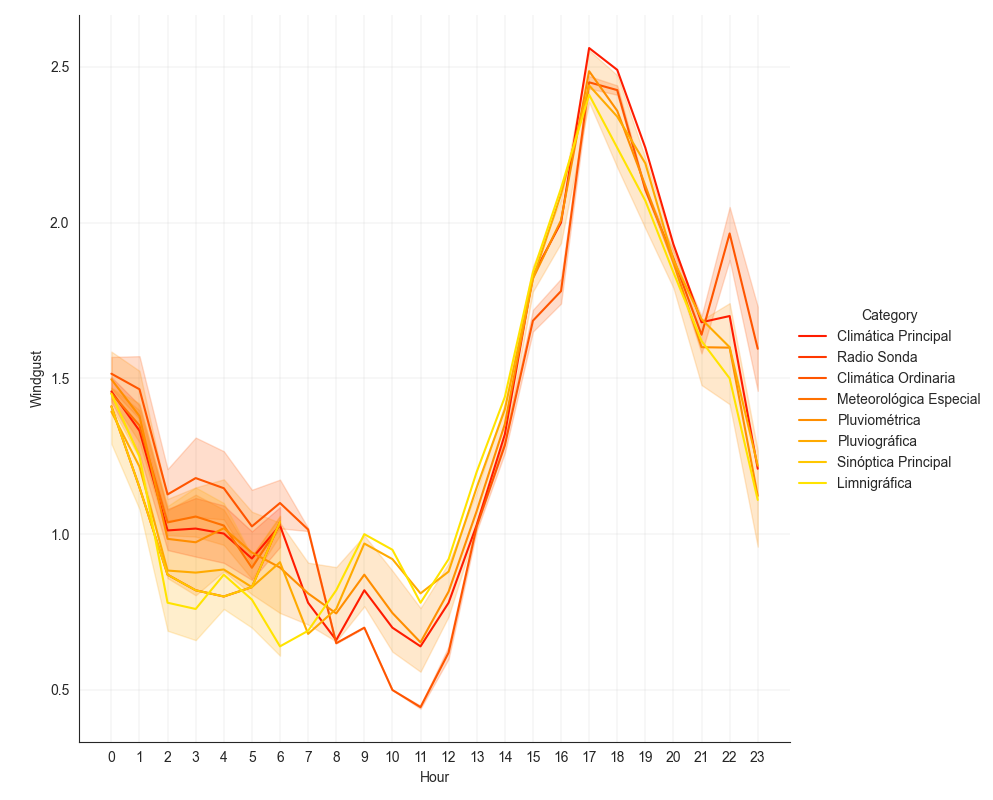 2.5
2.0
1.5
1.0
0.5
Windgust
0 1 2 3 4 5 6 7 8 9 10 11 12 13 14 15 16 17 18 19 20 21 22 23
Hour
Category
Climática Principal
Radio Sonda
Climática Ordinaria
Meteorológica Especial
Pluviométrica
Pluviográfica
Sinóptica Principal
Limnigráfica